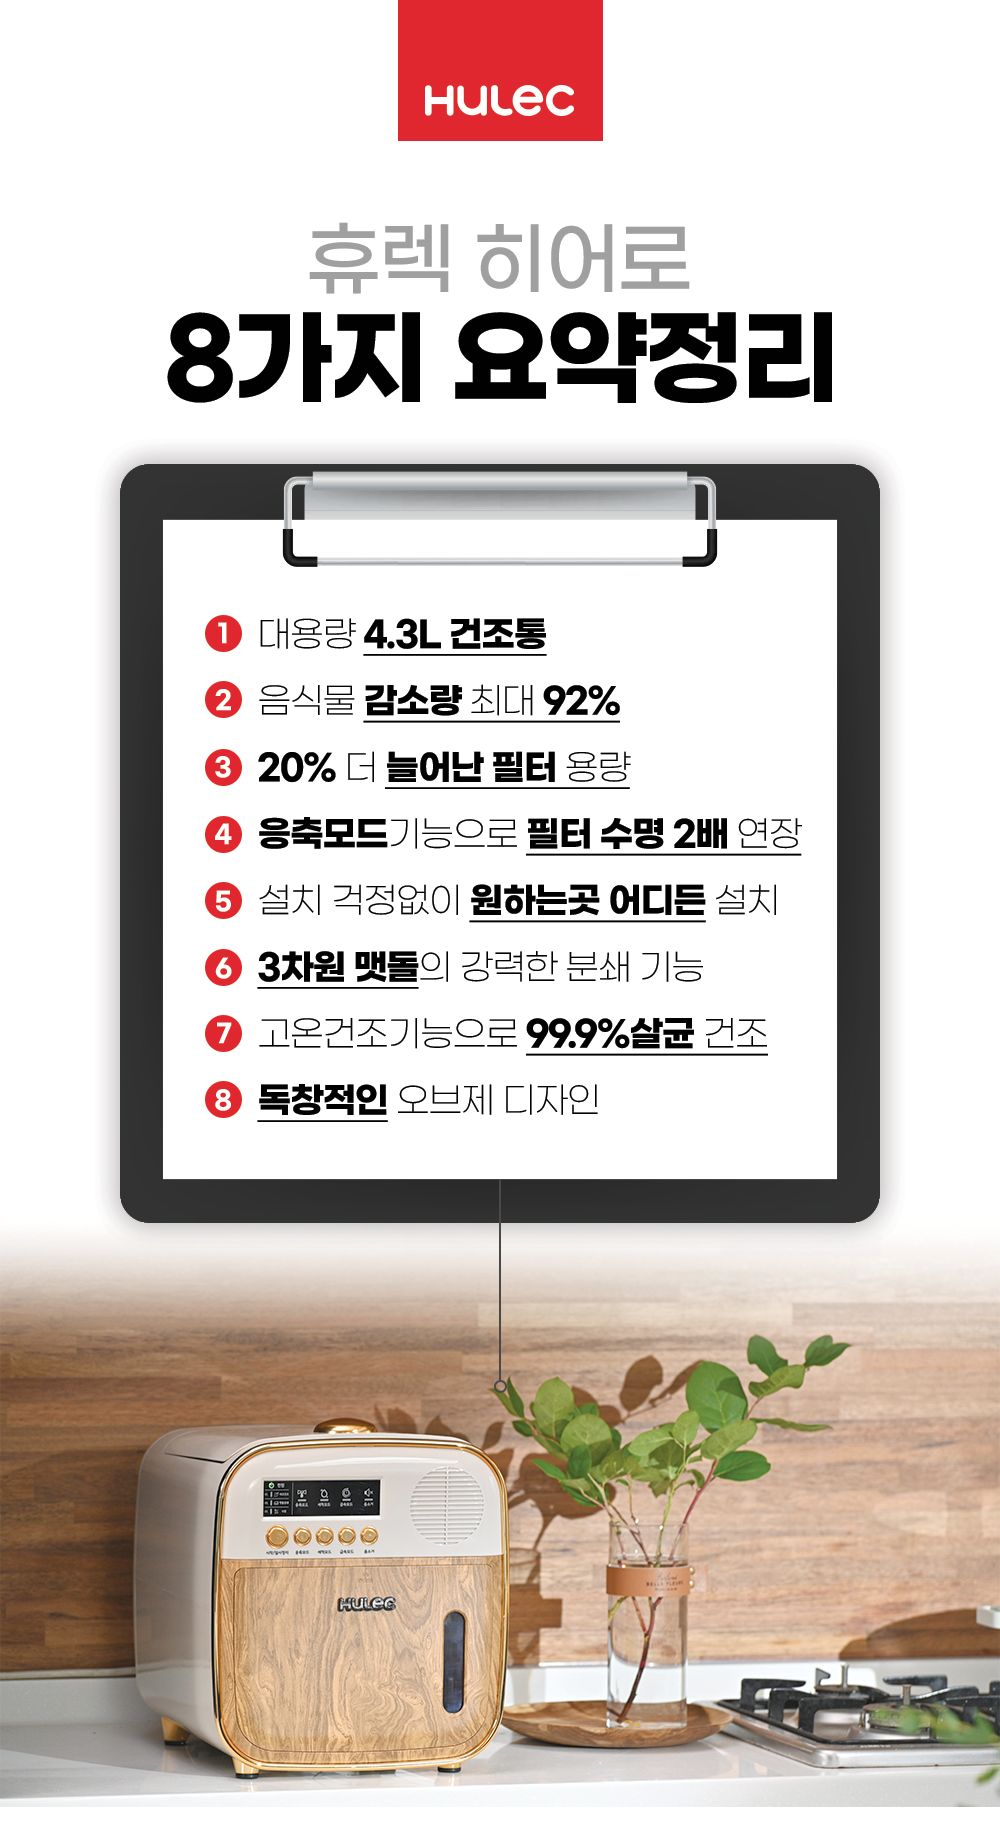 HULEC
휴렉 히어로
8가지 요약정리
1 대용량 4.3L 건조통
2 음식물 감소량 최대 92%
3 20% 더 늘어난 필터 용량
4 응축모드기능으로 필터 수명 2배 연장
5 설치 걱정없이 원하는곳 어디든 설치
6 3차원 맷돌의 강력한 분쇄 기능
7 고온건조기능으로 99.9%살균 건조
8 독창적인 오브제 디자인
HULEC